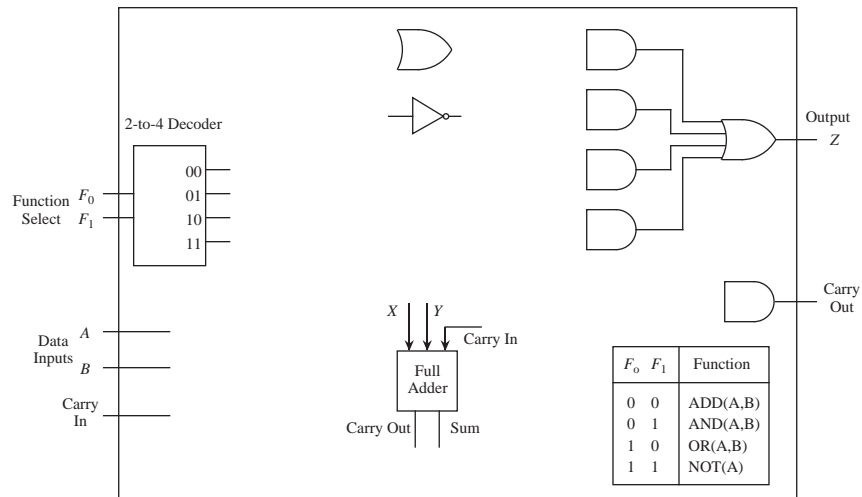 2-to-4 Decoder
00
01
10
11
Function
Select
F0
F1
Data
Inputs
A
B
Carry
In
X
Y
Carry In
Full
Adder
Carry Out
Sum
Output
Z
Carry
Out
Fo F1 Function
0 0 ADD(A,B)
0 1 AND(A,B)
1 0 OR(A,B)
1 1 NOT(A)